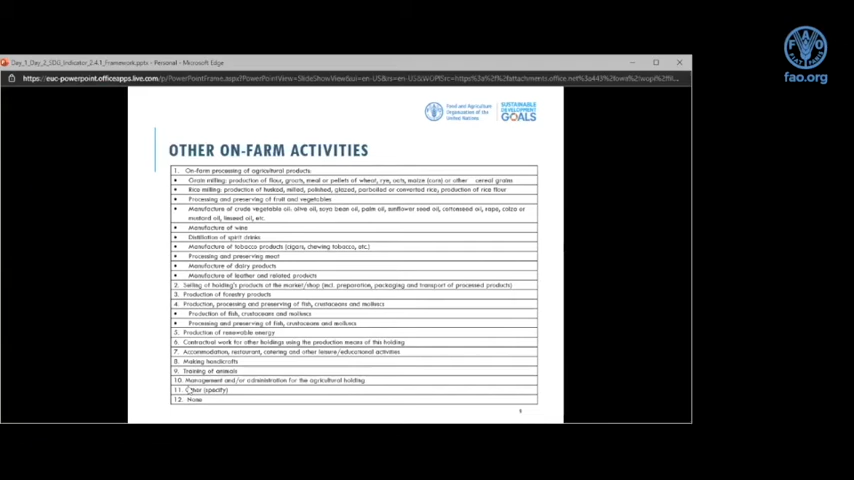 FAO
FIAT PANIS
fao.org
Day_1_Day_2_SDG_Indicator_2.4.1_Framework.pptx - Personal - Microsoft Edge
Food and Agriculture
Organization of the
United Nations
SUSTAINABLE
DEVELOPMENT
GOALS
OTHER ON-FARM ACTIVITIES
1. On-farm processing of agricultural products:
• Grain milling: production of flour, groats, meal or pellets of wheat, rye, oats, maize (corn) or other cereal grains
• Rice milling: production of husked, milled, polished, glazed, parboiled or converted rice, production of rice flour
• Processing and preserving of fruit and vegetables
• Manufacture of crude vegetable oil: olive oil, soya bean oil, palm oil, sunflower seed oil, cottonseed oil, rape, colza or
mustard oil, linseed oil, etc.
• Manufacture of wine
• Distillation of spirit drinks
• Manufacture of tobacco products (cigars, chewing tobacco, etc.)
• Processing and preserving meat
• Manufacture of dairy products
• Manufacture of leather and related products
2. Selling of holding's products at the market/shop (incl. preparation, packaging and transport of processed products)
3. Production of forestry products
4. Production, processing and preserving of fish, crustaceans and molluscs
• Production of fish, crustaceans and molluscs
• Processing and preserving of fish, crustaceans and molluscs
5. Production of renewable energy
6. Contractual work for other holdings using the production means of this holding
7. Accommodation, restaurant, catering and other leisure/educational activities
8. Making handicrafts
9. Training of animals
10. Management and/or administration for the agricultural holding
11. Other (specify)
12. None